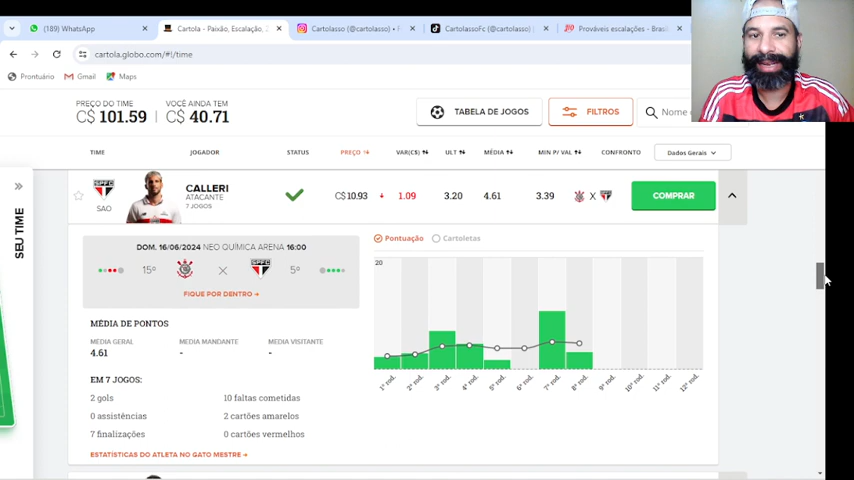 (189) WhatsApp
Cartola - Paixão, Escalação, J
Cartolasso (@cartolasso) • F
CartolassoFc (@cartolasso) |
Prováveis escalações - Brasil
cartola.globo.com/#!/time
Prontuário
Gmail
Maps
PREÇO DO TIME
C$ 101.59
VOCÊ AINDA TEM
C$ 40.71
TABELA DE JOGOS
FILTROS
Nome
TIME JOGADOR STATUS PREÇO VAR(C$) ULT MÉDIA MIN P/ VAL CONFRONTO Dados Gerais
SEU TIME
SPFC
SAO
CALLERI
ATACANTE
7 JOGOS
C$ 10.93 1.09 3.20 4.61 3.39 X COMPRAR
DOM. 16/06/2024 NEO QUÍMICA ARENA 16:00
15º X 5º
FIQUE POR DENTRO
Pontuação Cartoletas
20
1ª rod. 2ª rod. 3ª rod. 4ª rod. 5ª rod. 6ª rod. 7ª rod. 8ª rod. 9ª rod. 10ª rod. 11ª rod. 12ª rod.
MÉDIA DE PONTOS
MEDIA GERAL MEDIA MANDANTE MEDIA VISITANTE
4.61 - -
EM 7 JOGOS:
2 gols 10 faltas cometidas
0 assistências 2 cartões amarelos
7 finalizações 0 cartões vermelhos
ESTATÍSTICAS DO ATLETA NO GATO MESTRE